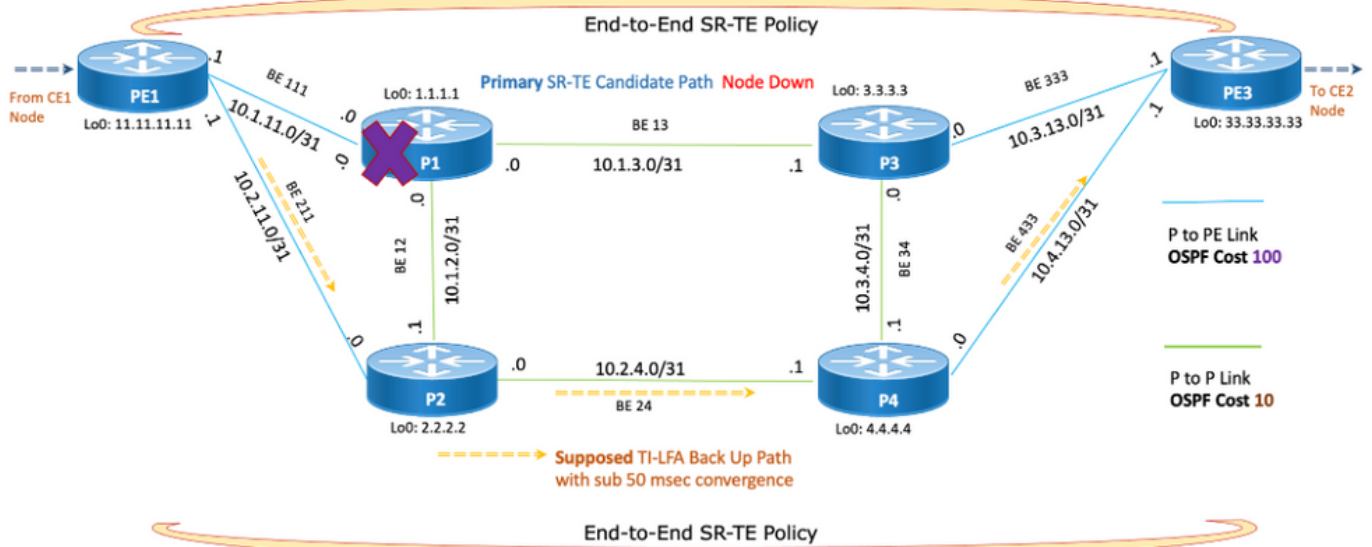 End-to-End SR-TE Policy
From CE1
Node
PE1
Lo0: 11.11.11.11
.1
.1
BE 111
10.1.11.0/31
.0
.0
Lo0: 1.1.1.1
P1
Primary SR-TE Candidate Path Node Down
BE 13
.0
10.1.3.0/31
.1
Lo0: 3.3.3.3
P3
.0
BE 333
10.3.13.0/31
.1
.1
PE3
Lo0: 33.33.33.33
To CE2
Node
BE 211
10.2.11.0/31
.0
.0
BE 12
10.1.2.0/31
.1
.0
10.3.4.0/31
BE 34
.1
BE 433
10.4.13.0/31
.0
P to PE Link
OSPF Cost 100
P2
Lo0: 2.2.2.2
.0
10.2.4.0/31
.1
BE 24
P4
Lo0: 4.4.4.4
P to P Link
OSPF Cost 10
Supposed TI-LFA Back Up Path
with sub 50 msec convergence
End-to-End SR-TE Policy